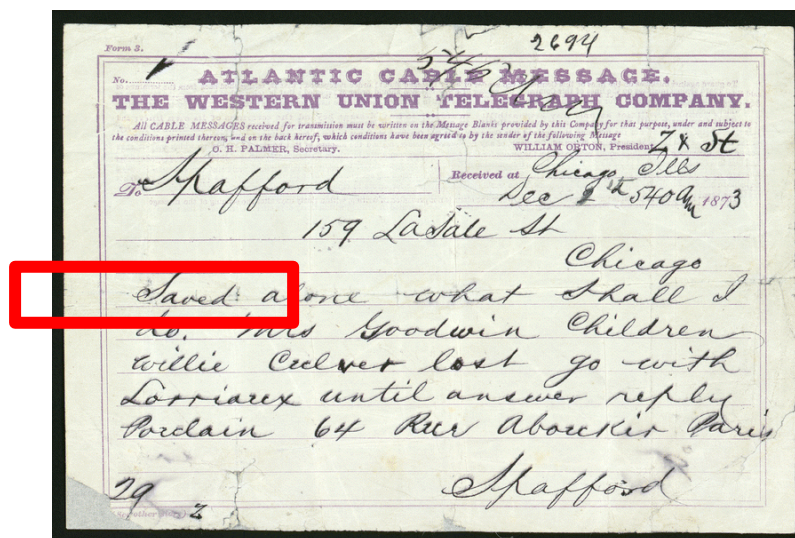 Form 3.
2694
No.
ATLANTIC CABLE MESSAGE.
THE WESTERN UNION TELEGRAPH COMPANY.
All CABLE MESSAGES received for transmission must be written on the Message Blanks provided by this Company for that purpose, under and subject to
the conditions printed thereon, and on the back hereof, which conditions have been agreed to by the sender of the following Message
O. H. PALMER, Secretary. WILLIAM ORTON, President.
To Spafford
Received at Chicago Ills
Dec 540 am 1873
159 LaSale St
Chicago
Saved alone what shall I
do. Mrs Goodwin Children
Willie Culver lost go with
Lorriaux until answer reply
Porclain 64 Rue Aboukir Paris
Spafford
29